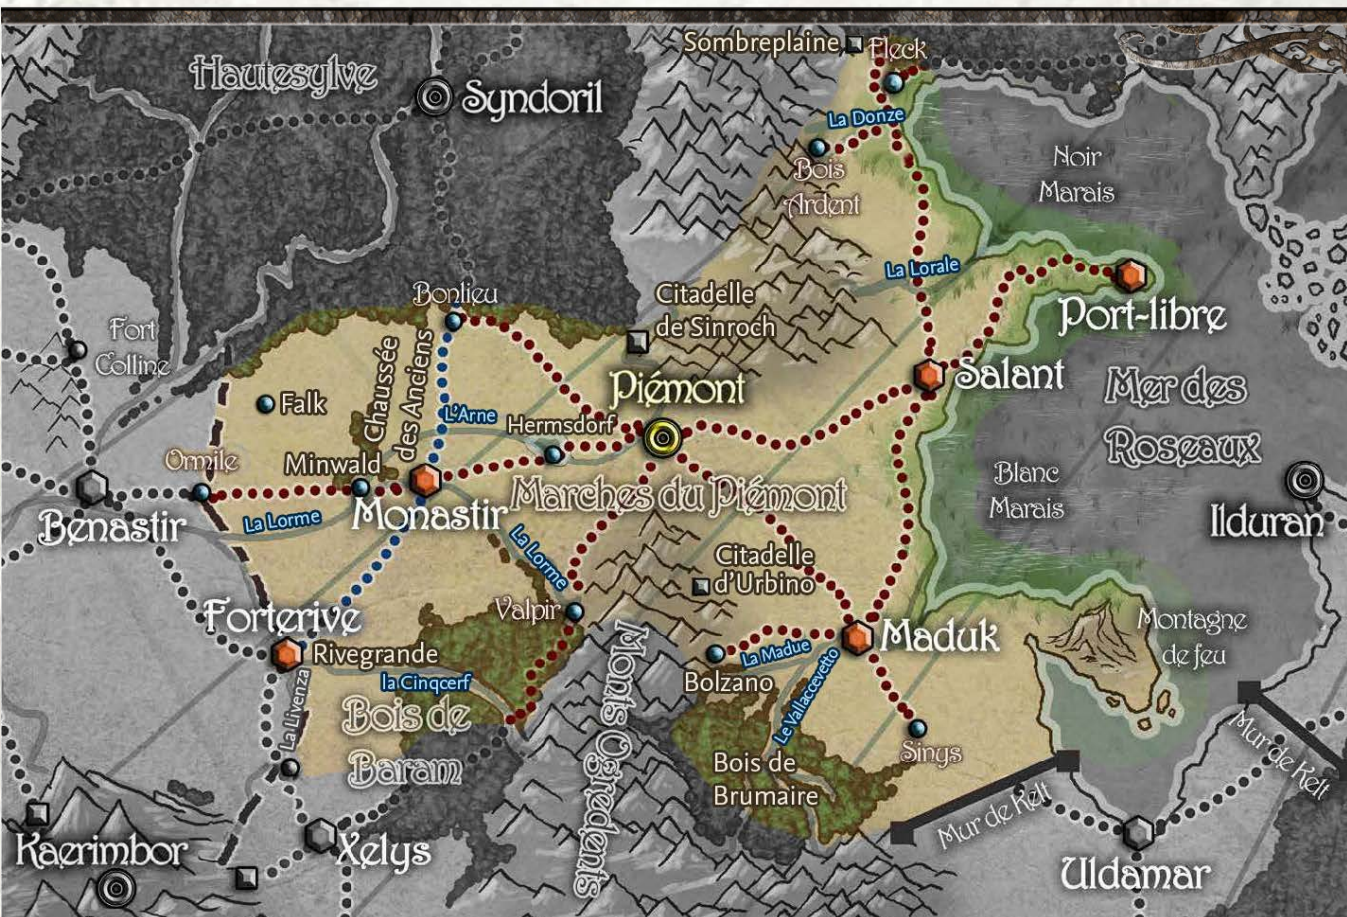 Sombreplaine
Fleck
Hautesylve
Syndoril
La Donze
Noir
Marais
Bois
Ardent
La Lorale
Port-libre
Bonlieu
Citadelle
de Sinroch
Fort
Colline
Chaussée
des Anciens
Piémont
Salant
Mer des
Roseaux
Falk
L'Arne
Hermsdorf
Ormile
Minwald
Blanc
Marais
Benastir
La Lorme
Monastir
Marches du Piémont
Ilduran
La Lorme
Citadelle
d'Urbino
Valpir
Forterive
Maduk
Montagne
de feu
Rivegrande
La Madue
la Cinqcerf
Bolzano
Le Vallaccevetto
La Livenza
Bois de
Baram
Monts Ogredents
Sinys
Bois de
Brumaire
Mur de Kelt
Mur de Kelt
Kaerimbor
Xelys
Uldamar